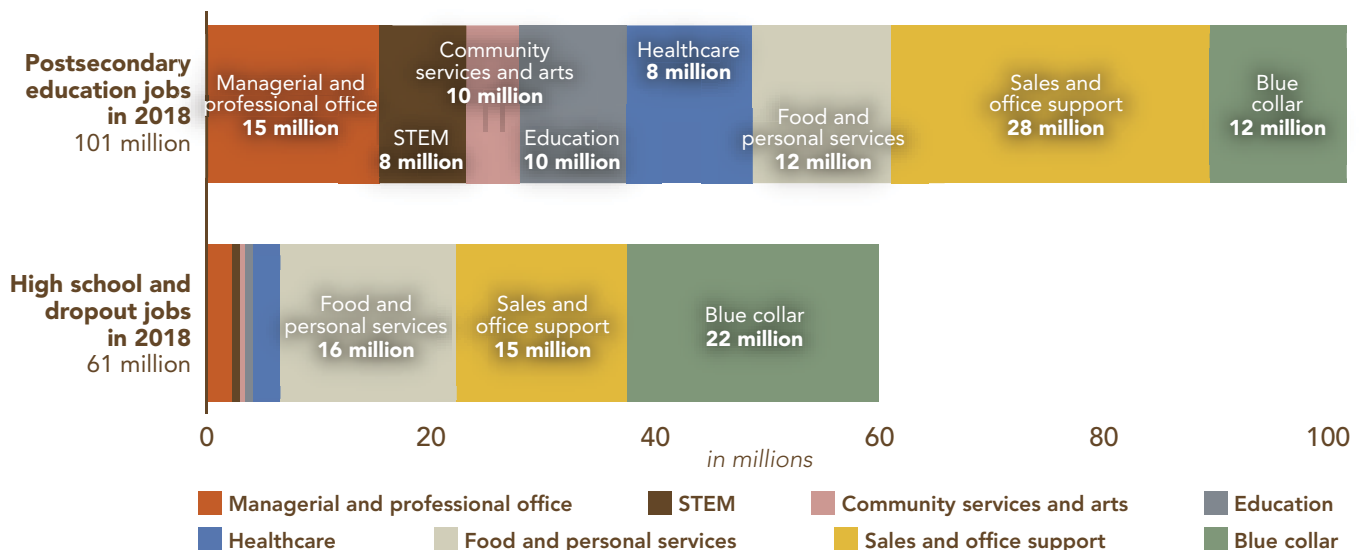 Postsecondary
education jobs
in 2018
101 million
Managerial and
professional office
15 million
STEM
8 million
Community
services and arts
10 million
Education
10 million
Healthcare
8 million
Food and
personal services
12 million
Sales and
office support
28 million
Blue
collar
12 million
High school and
dropout jobs
in 2018
61 million
Food and
personal services
16 million
Sales and
office support
15 million
Blue collar
22 million
0 20 40 60 80 100
in millions
Managerial and professional office STEM Community services and arts Education
Healthcare Food and personal services Sales and office support Blue collar